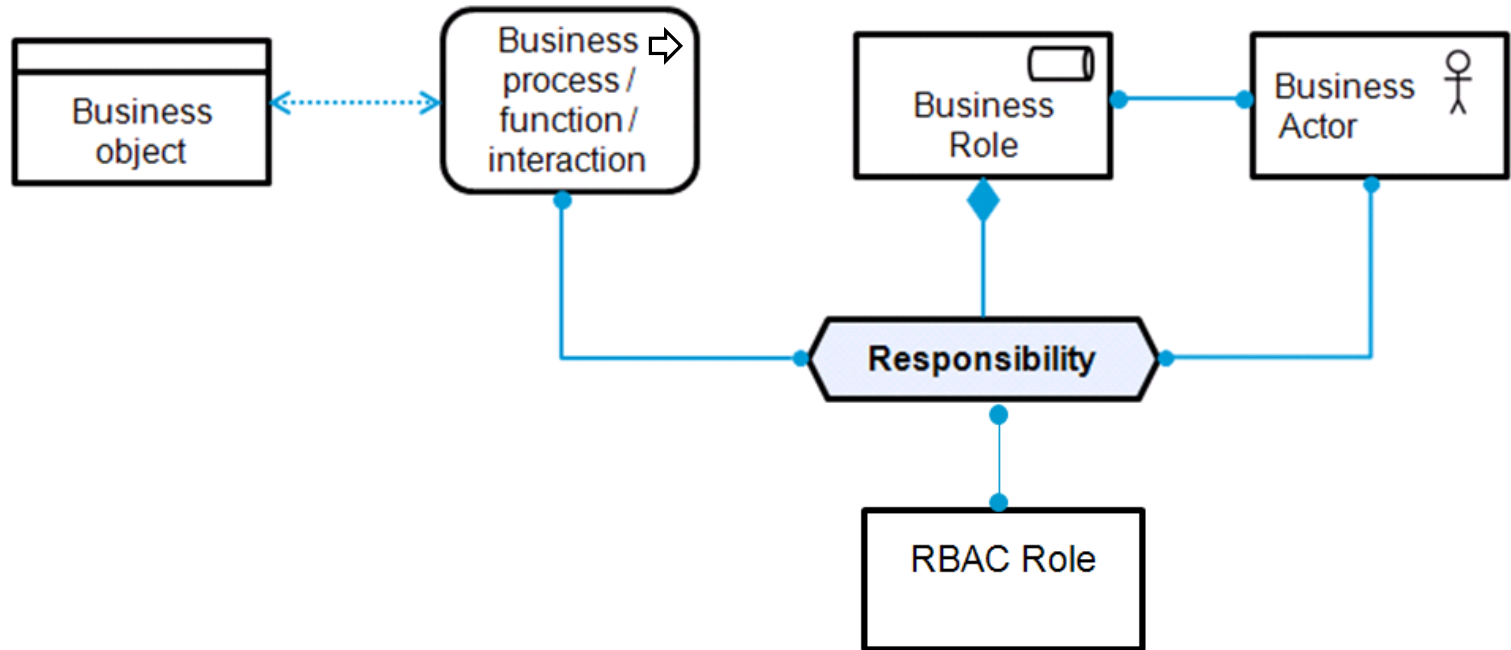 Business
object
Business
process /
function /
interaction
Business
Role
Business
Actor
Responsibility
RBAC Role